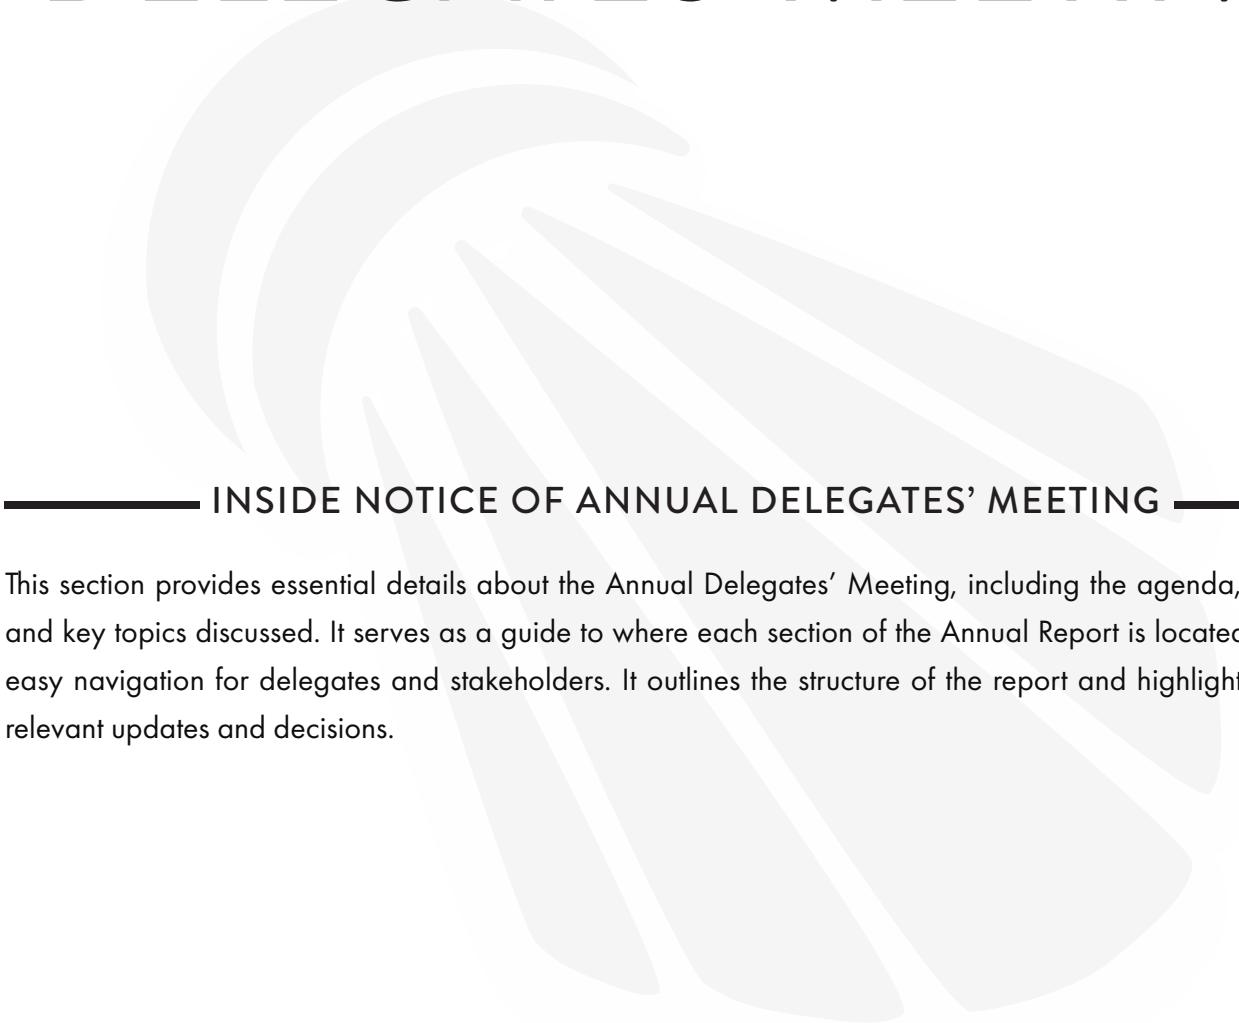 INSIDE NOTICE OF ANNUAL DELEGATES’ MEETING
This section provides essential details about the Annual Delegates’ Meeting, including the agenda,
and key topics discussed. It serves as a guide to where each section of the Annual Report is located
easy navigation for delegates and stakeholders. It outlines the structure of the report and highlight
relevant updates and decisions.